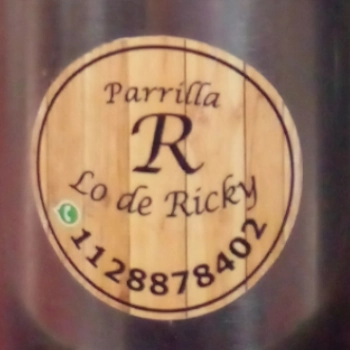 Parrilla
R
Lo de Ricky
1128878402